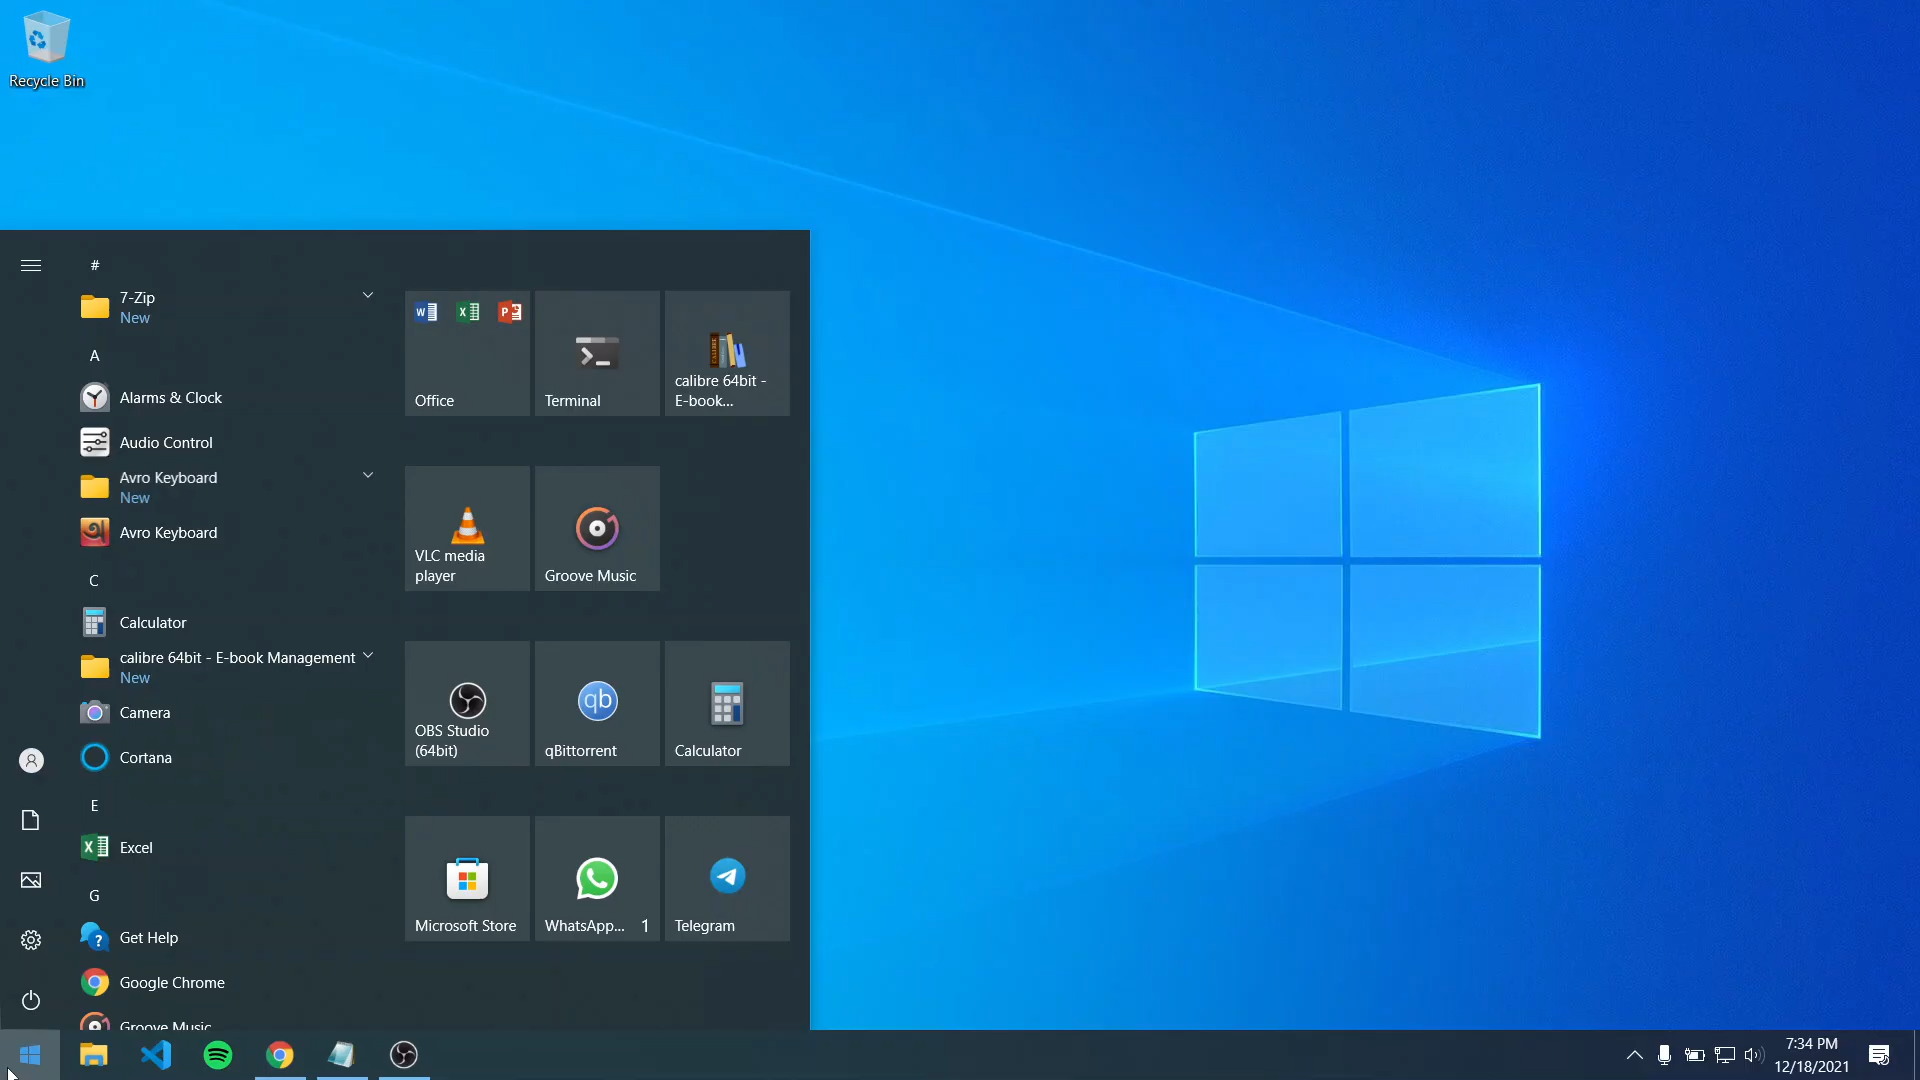 Recycle Bin
#
7-Zip
New
A
Alarms & Clock
Audio Control
Avro Keyboard
New
Avro Keyboard
C
Calculator
calibre 64bit - E-book Management
New
Camera
Cortana
E
Excel
G
Get Help
Google Chrome
Groove Music
Office
Terminal
CALIBRE
calibre 64bit -
E-book...
VLC media
player
Groove Music
OBS Studio
(64bit)
qb
qBittorrent
Calculator
Microsoft Store
WhatsApp... 1
Telegram
7:34 PM
12/18/2021